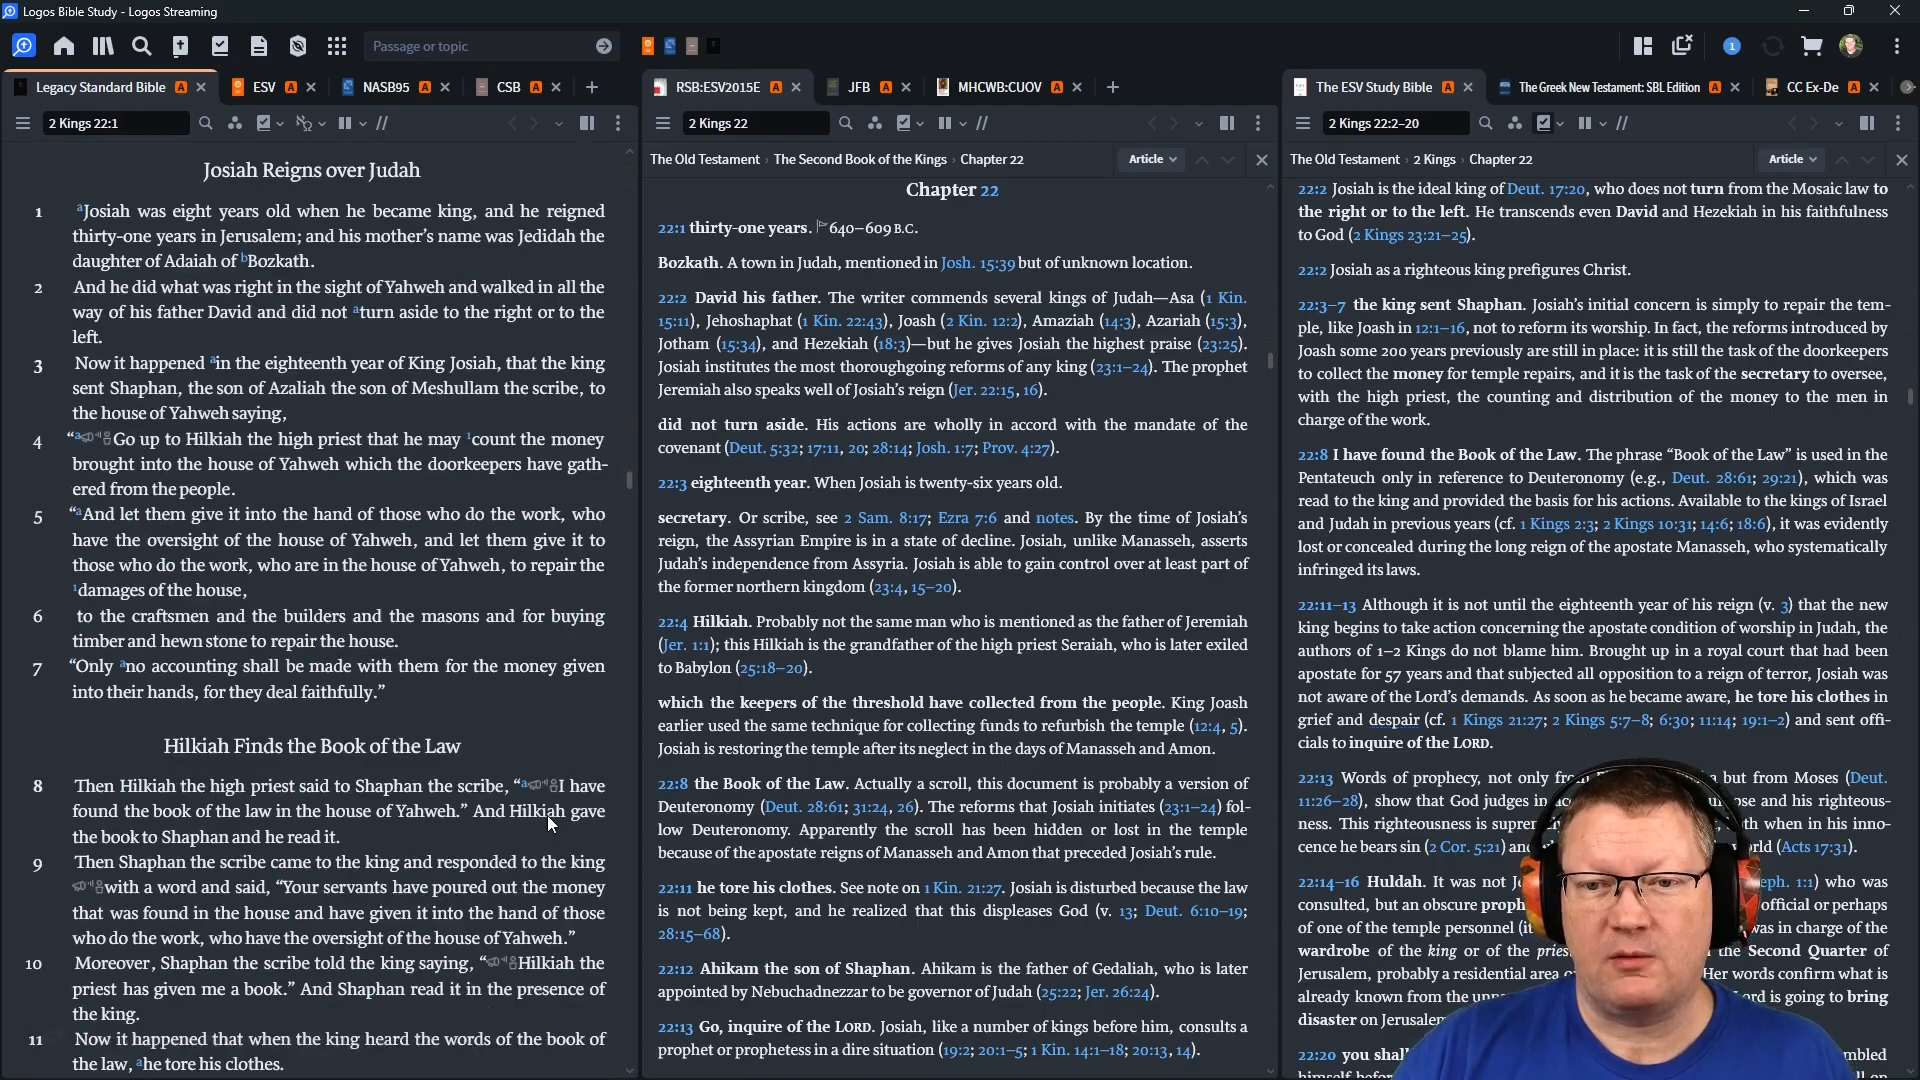 Logos Bible Study - Logos Streaming
Passage or topic
1
Legacy Standard Bible A
ESV A
NASB95 A
CSB A
RSB:ESV2015E A
JFB A
MHCWB:CUOV A
The ESV Study Bible A
The Greek New Testament: SBL Edition A
CC Ex-De A
2 Kings 22:1
2 Kings 22
2 Kings 22:2–20
Josiah Reigns over Judah
1 aJosiah was eight years old when he became king, and he reigned
thirty-one years in Jerusalem; and his mother’s name was Jedidah the
daughter of Adaiah of bBozkath.
2 And he did what was right in the sight of Yahweh and walked in all the
way of his father David and did not aturn aside to the right or to the
left.
3 Now it happened ain the eighteenth year of King Josiah, that the king
sent Shaphan, the son of Azaliah the son of Meshullam the scribe, to
the house of Yahweh saying,
4 “aGo up to Hilkiah the high priest that he may 1count the money
brought into the house of Yahweh which the doorkeepers have gath-
ered from the people.
5 “aAnd let them give it into the hand of those who do the work, who
have the oversight of the house of Yahweh, and let them give it to
those who do the work, who are in the house of Yahweh, to repair the
1damages of the house,
6 to the craftsmen and the builders and the masons and for buying
timber and hewn stone to repair the house.
7 “Only ano accounting shall be made with them for the money given
into their hands, for they deal faithfully.”
Hilkiah Finds the Book of the Law
8 Then Hilkiah the high priest said to Shaphan the scribe, “aI have
found the book of the law in the house of Yahweh.” And Hilkiah gave
the book to Shaphan and he read it.
9 Then Shaphan the scribe came to the king and responded to the king
with a word and said, “Your servants have poured out the money
that was found in the house and have given it into the hand of those
who do the work, who have the oversight of the house of Yahweh.”
10 Moreover, Shaphan the scribe told the king saying, “Hilkiah the
priest has given me a book.” And Shaphan read it in the presence of
the king.
11 Now it happened that when the king heard the words of the book of
the law, ahe tore his clothes.
The Old Testament › The Second Book of the Kings › Chapter 22
Article
Chapter 22
22:1 thirty-one years. 640–609 B.C.
Bozkath. A town in Judah, mentioned in Josh. 15:39 but of unknown location.
22:2 David his father. The writer commends several kings of Judah—Asa (1 Kin.
15:11), Jehoshaphat (1 Kin. 22:43), Joash (2 Kin. 12:2), Amaziah (14:3), Azariah (15:3),
Jotham (15:34), and Hezekiah (18:3)—but he gives Josiah the highest praise (23:25).
Josiah institutes the most thoroughgoing reforms of any king (23:1–24). The prophet
Jeremiah also speaks well of Josiah’s reign (Jer. 22:15, 16).
did not turn aside. His actions are wholly in accord with the mandate of the
covenant (Deut. 5:32; 17:11, 20; 28:14; Josh. 1:7; Prov. 4:27).
22:3 eighteenth year. When Josiah is twenty-six years old.
secretary. Or scribe, see 2 Sam. 8:17; Ezra 7:6 and notes. By the time of Josiah’s
reign, the Assyrian Empire is in a state of decline. Josiah, unlike Manasseh, asserts
Judah’s independence from Assyria. Josiah is able to gain control over at least part of
the former northern kingdom (23:4, 15–20).
22:4 Hilkiah. Probably not the same man who is mentioned as the father of Jeremiah
(Jer. 1:1); this Hilkiah is the grandfather of the high priest Seraiah, who is later exiled
to Babylon (25:18–20).
which the keepers of the threshold have collected from the people. King Joash
earlier used the same technique for collecting funds to refurbish the temple (12:4, 5).
Josiah is restoring the temple after its neglect in the days of Manasseh and Amon.
22:8 the Book of the Law. Actually a scroll, this document is probably a version of
Deuteronomy (Deut. 28:61; 31:24, 26). The reforms that Josiah initiates (23:1–24) fol-
low Deuteronomy. Apparently the scroll has been hidden or lost in the temple
because of the apostate reigns of Manasseh and Amon that preceded Josiah’s rule.
22:11 he tore his clothes. See note on 1 Kin. 21:27. Josiah is disturbed because the law
is not being kept, and he realized that this displeases God (v. 13; Deut. 6:10–19;
28:15–68).
22:12 Ahikam the son of Shaphan. Ahikam is the father of Gedaliah, who is later
appointed by Nebuchadnezzar to be governor of Judah (25:22; Jer. 26:24).
22:13 Go, inquire of the LORD. Josiah, like a number of kings before him, consults a
prophet or prophetess in a dire situation (19:2; 20:1–5; 1 Kin. 14:1–18; 20:13, 14).
The Old Testament › 2 Kings › Chapter 22
Article
22:2 Josiah is the ideal king of Deut. 17:20, who does not turn from the Mosaic law to
the right or to the left. He transcends even David and Hezekiah in his faithfulness
to God (2 Kings 23:21–25).
22:2 Josiah as a righteous king prefigures Christ.
22:3–7 the king sent Shaphan. Josiah’s initial concern is simply to repair the tem-
ple, like Joash in 12:1–16, not to reform its worship. In fact, the reforms introduced by
Joash some 200 years previously are still in place: it is still the task of the doorkeepers
to collect the money for temple repairs, and it is the task of the secretary to oversee,
with the high priest, the counting and distribution of the money to the men in
charge of the work.
22:8 I have found the Book of the Law. The phrase “Book of the Law” is used in the
Pentateuch only in reference to Deuteronomy (e.g., Deut. 28:61; 29:21), which was
read to the king and provided the basis for his actions. Available to the kings of Israel
and Judah in previous years (cf. 1 Kings 2:3; 2 Kings 10:31; 14:6; 18:6), it was evidently
lost or concealed during the long reign of the apostate Manasseh, who systematically
infringed its laws.
22:11–13 Although it is not until the eighteenth year of his reign (v. 3) that the new
king begins to take action concerning the apostate condition of worship in Judah, the
authors of 1–2 Kings do not blame him. Brought up in a royal court that had been
apostate for 57 years and that subjected all opposition to a reign of terror, Josiah was
not aware of the Lord’s demands. As soon as he became aware, he tore his clothes in
grief and despair (cf. 1 Kings 21:27; 2 Kings 5:7–8; 6:30; 11:14; 19:1–2) and sent offi-
cials to inquire of the LORD.
22:13 Words of prophecy, not only but from Moses (Deut.
11:26–28), show that God judges in and his righteous-
ness. This righteousness is when in his inno-
cence he bears sin (2 Cor. 5:21) (Acts 17:31).
22:14–16 Huldah. It was not 1:1) who was
consulted, but an obscure official or perhaps
of one of the temple personnel was in charge of the
wardrobe of the king or of the Second Quarter of
Jerusalem, probably a residential area Her words confirm what is
already known from the is going to bring
disaster on Jerusalem
22:20 you
himself